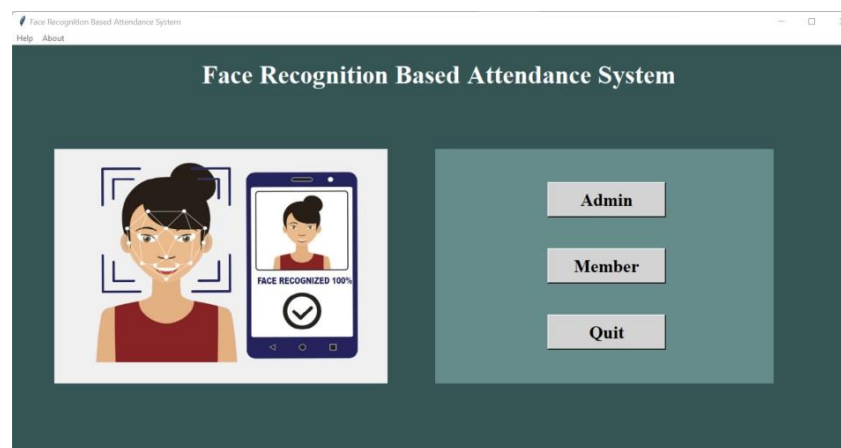 Face Recognition Based Attendance System
Help About
Face Recognition Based Attendance System
FACE RECOGNIZED 100%
Admin
Member
Quit